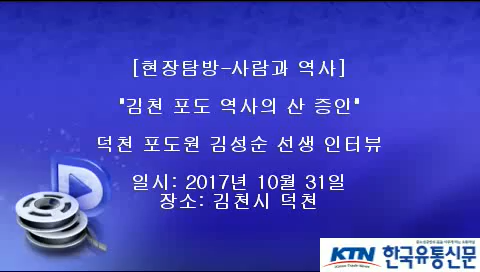 [현장탐방-사람과 역사]
"김천 포도 역사의 산 증인"
덕천 포도원 김성순 선생 인터뷰
일시: 2017년 10월 31일
장소: 김천시 덕천
KTN 한국유통신문